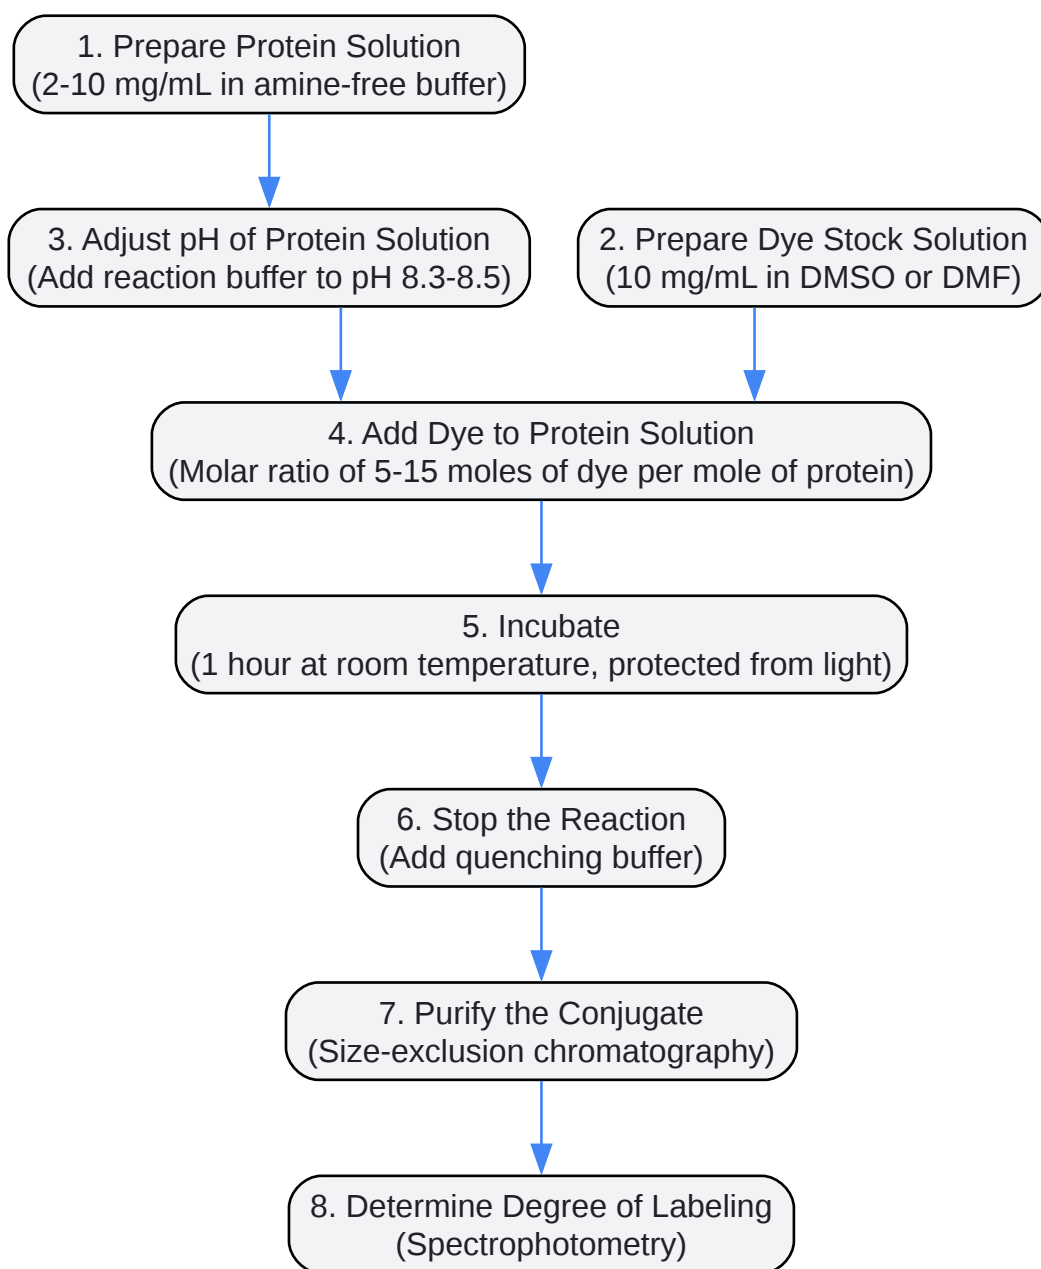 1. Prepare Protein Solution
(2-10 mg/mL in amine-free buffer)
3. Adjust pH of Protein Solution
(Add reaction buffer to pH 8.3-8.5)
2. Prepare Dye Stock Solution
(10 mg/mL in DMSO or DMF)
4. Add Dye to Protein Solution
(Molar ratio of 5-15 moles of dye per mole of protein)
5. Incubate
(1 hour at room temperature, protected from light)
6. Stop the Reaction
(Add quenching buffer)
7. Purify the Conjugate
(Size-exclusion chromatography)
8. Determine Degree of Labeling
(Spectrophotometry)